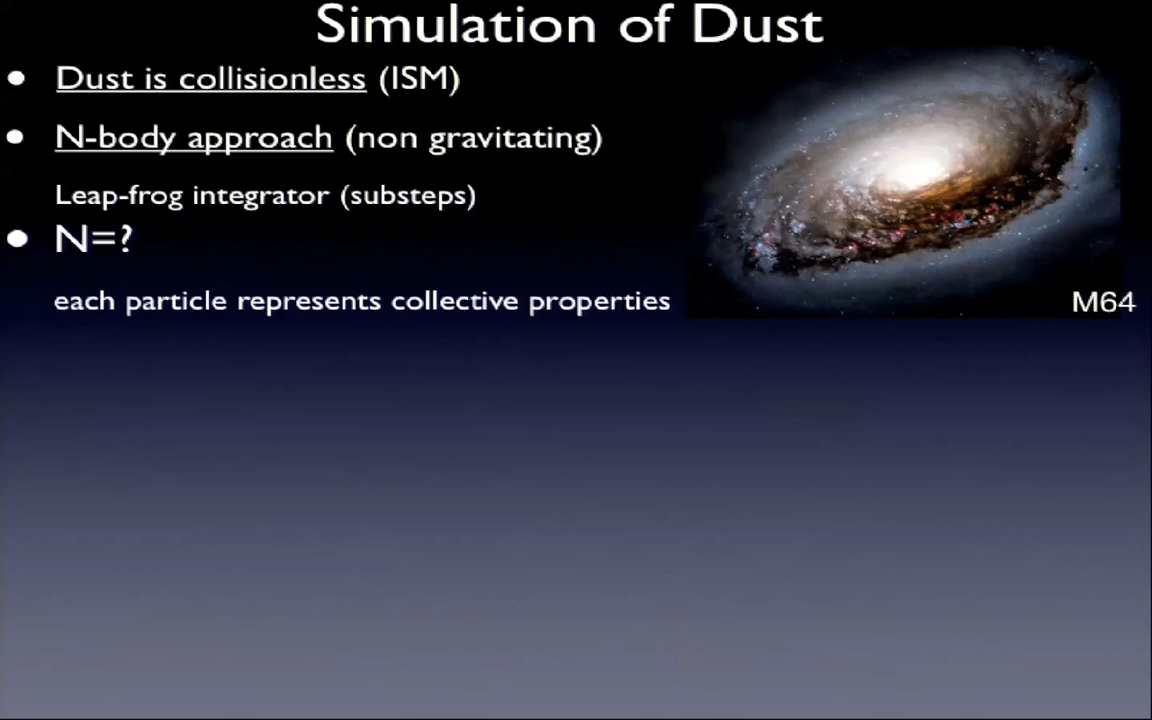 Simulation of Dust
• Dust is collisionless (ISM)
• N-body approach (non gravitating)
Leap-frog integrator (substeps)
• N=?
each particle represents collective properties
M64